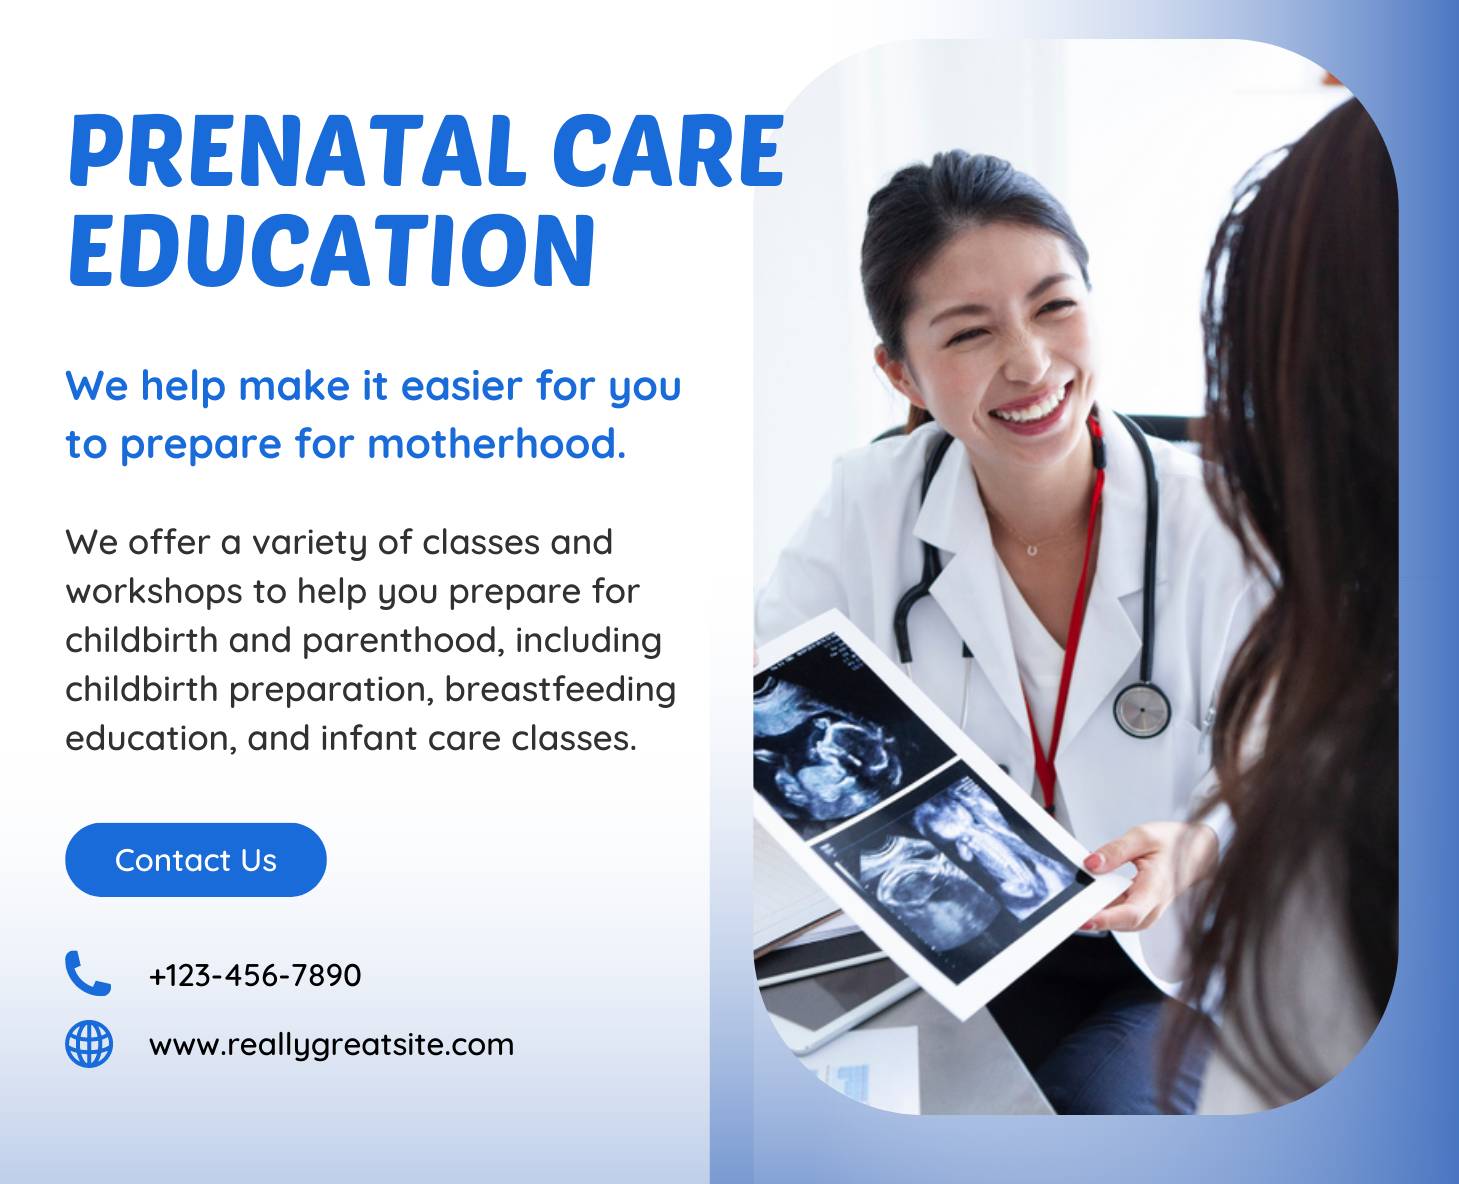 PRENATAL CARE
EDUCATION
We help make it easier for you
to prepare for motherhood.
We offer a variety of classes and
workshops to help you prepare for
childbirth and parenthood, including
childbirth preparation, breastfeeding
education, and infant care classes.
Contact Us
+123-456-7890
www.reallygreatsite.com